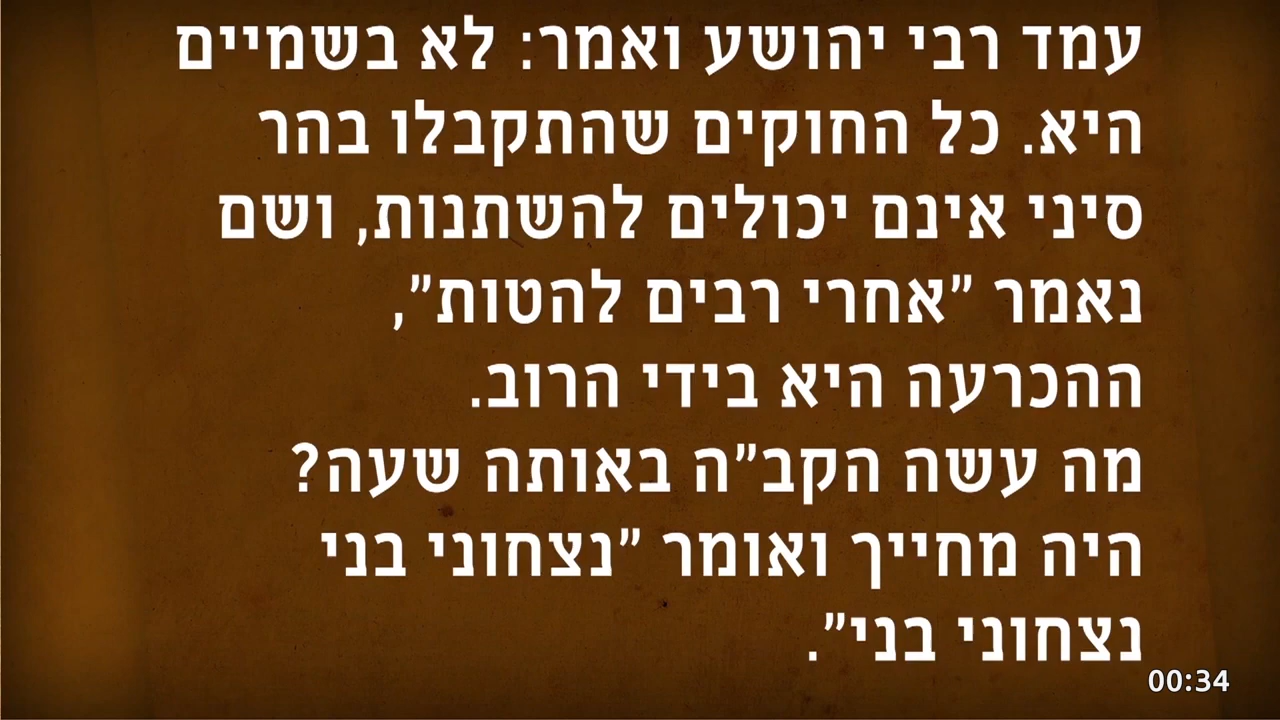 עמד רבי יהושע ואמר: לא בשמיים
היא. כל החוקים שהתקבלו בהר
סיני אינם יכולים להשתנות, ושם
נאמר "אחרי רבים להטות",
ההכרעה היא בידי הרוב.
מה עשה הקב"ה באותה שעה?
היה מחייך ואומר "נצחוני בני
נצחוני בני".
00:34